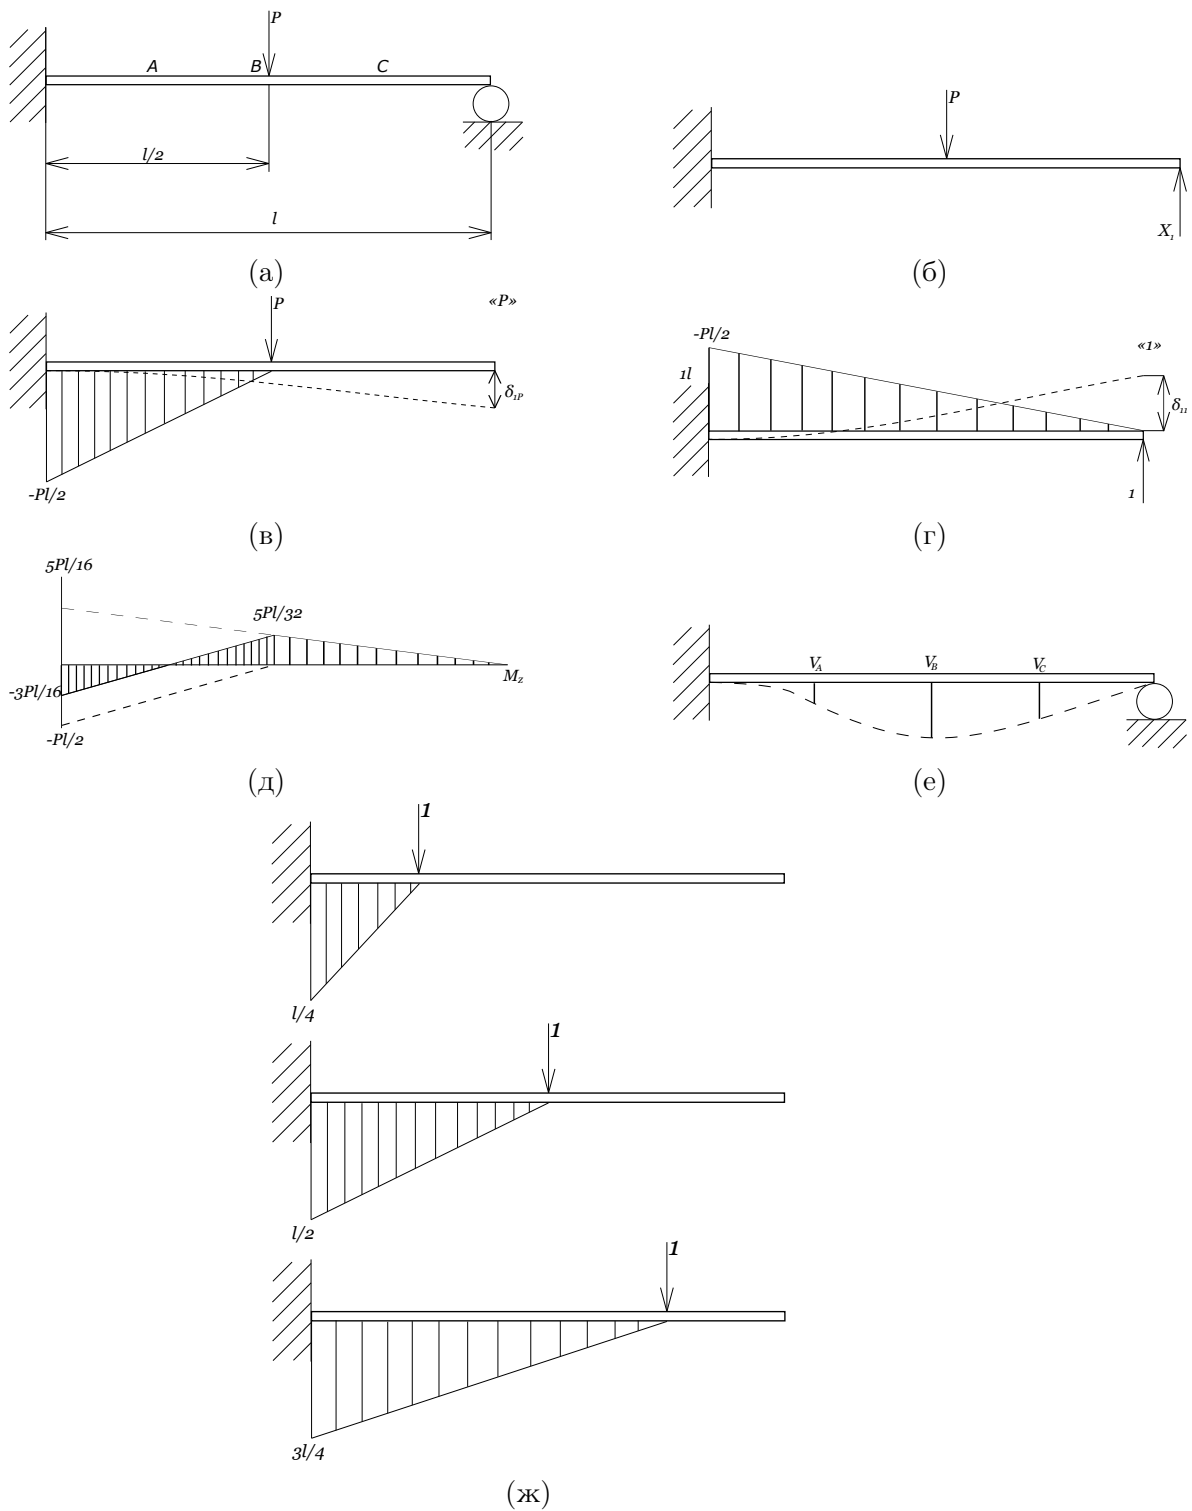 P
A B C
l/2
l
(а)
P
X₁
(б)
P
«P»
δ₁P
-Pl/2
(в)
-Pl/2
«1»
1l
δ₁₁
1
(г)
5Pl/16
5Pl/32
-3Pl/16
M_z
-Pl/2
(д)
V_A V_B V_C
(е)
1
l/4
1
l/2
1
3l/4
(ж)